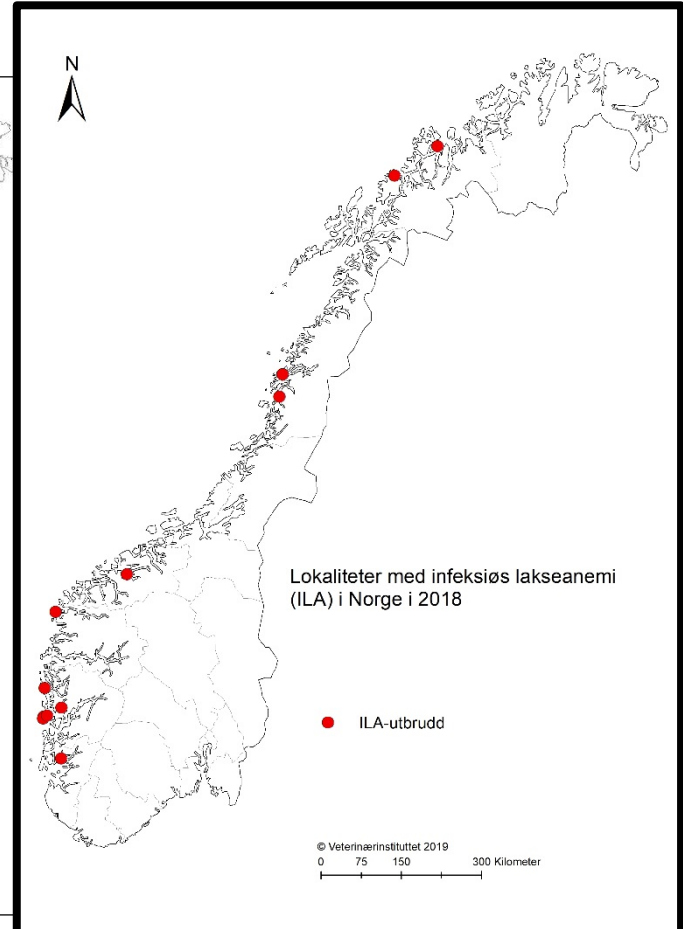 N
Lokaliteter med infeksiøs lakseanemi
(ILA) i Norge i 2018
ILA-utbrudd
© Veterinærinstituttet 2019
0 75 150 300 Kilometer